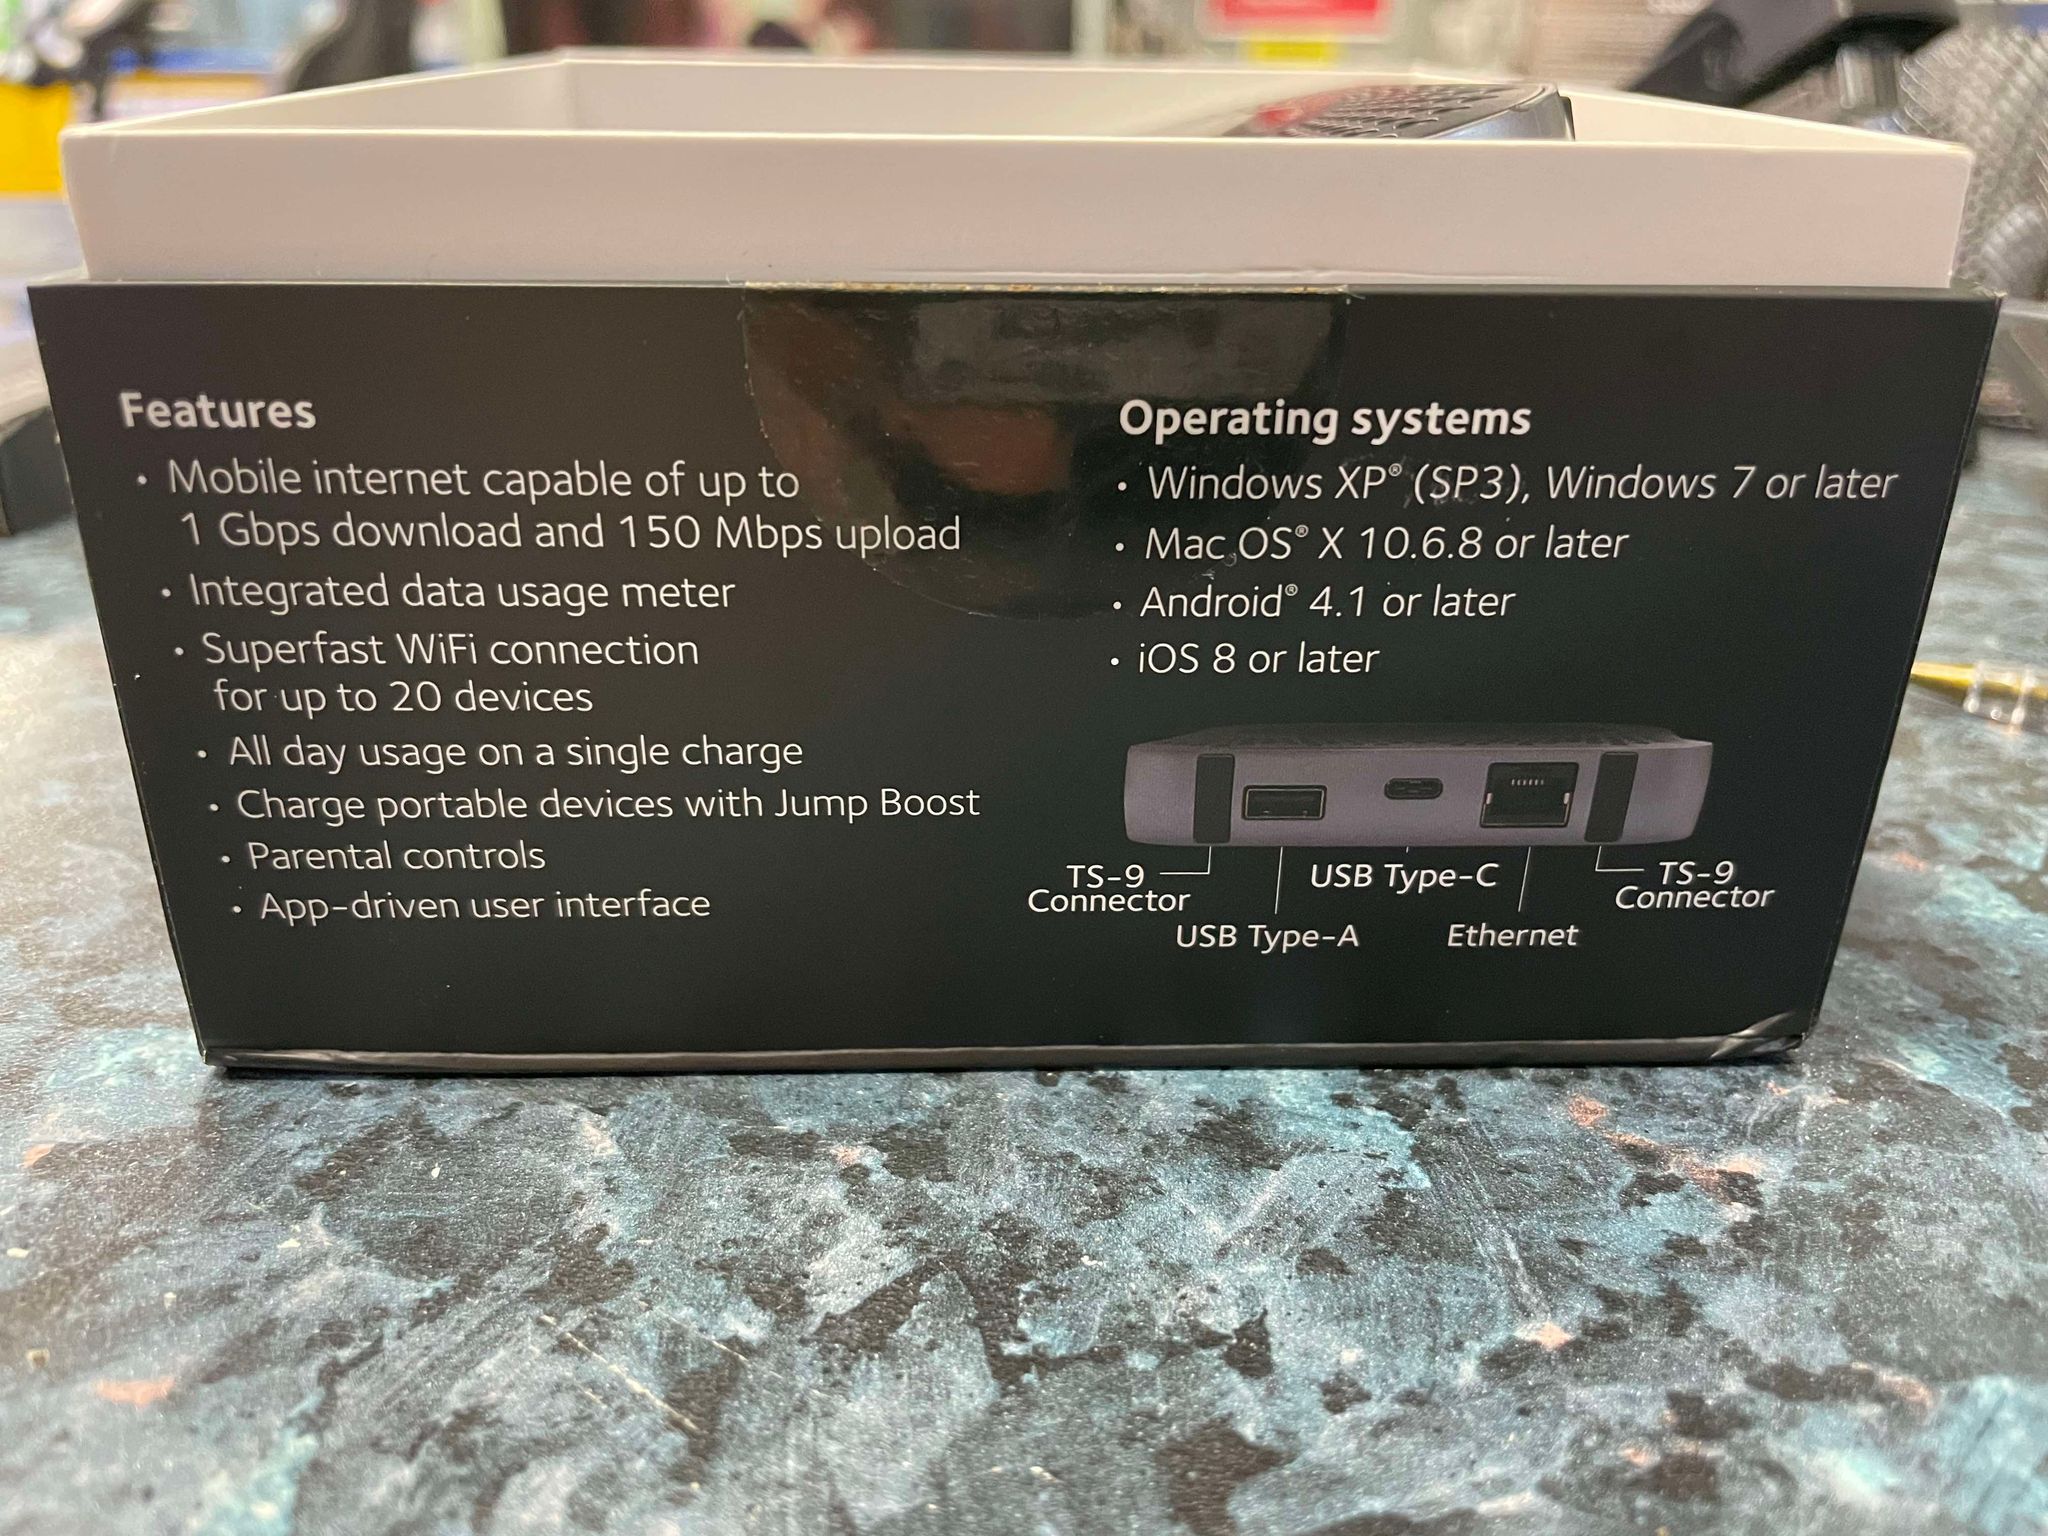 Features
• Mobile internet capable of up to
1 Gbps download and 150 Mbps upload
• Integrated data usage meter
• Superfast WiFi connection
for up to 20 devices
• All day usage on a single charge
• Charge portable devices with Jump Boost
• Parental controls
• App-driven user interface
Operating systems
• Windows XP® (SP3), Windows 7 or later
• Mac OS® X 10.6.8 or later
• Android® 4.1 or later
• iOS 8 or later
TS-9
Connector
USB Type-A
USB Type-C
Ethernet
TS-9
Connector